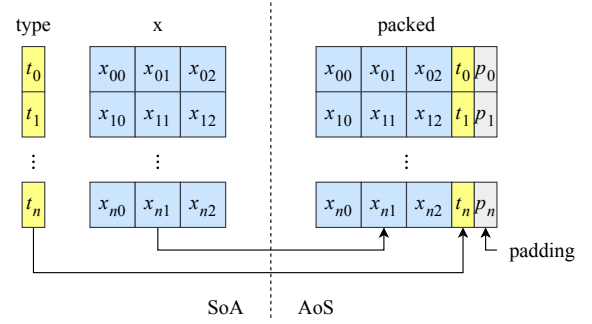 type x packed
t₀ x₀₀ x₀₁ x₀₂ x₀₀ x₀₁ x₀₂ t₀ p₀
t₁ x₁₀ x₁₁ x₁₂ x₁₀ x₁₁ x₁₂ t₁ p₁
⋮ ⋮ ⋮
tₙ xₙ₀ xₙ₁ xₙ₂ xₙ₀ xₙ₁ xₙ₂ tₙ pₙ
padding
SoA AoS